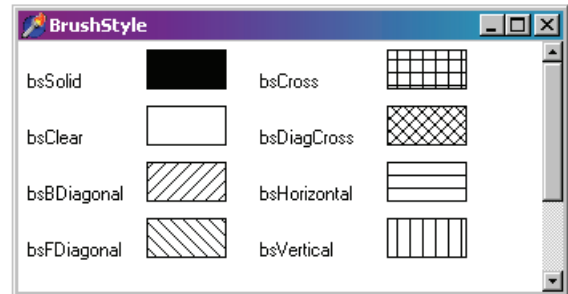 BrushStyle
bsSolid bsCross
bsClear bsDiagCross
bsBDiagonal bsHorizontal
bsFDiagonal bsVertical